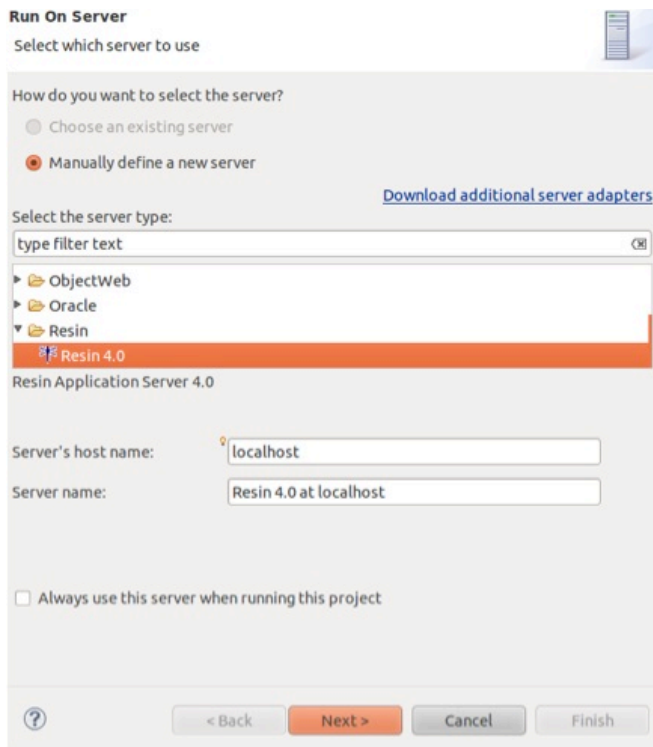 Run On Server
Select which server to use
How do you want to select the server?
Choose an existing server
Manually define a new server
Download additional server adapters
Select the server type:
type filter text
ObjectWeb
Oracle
Resin
Resin 4.0
Resin Application Server 4.0
Server's host name: localhost
Server name: Resin 4.0 at localhost
Always use this server when running this project
? < Back Next > Cancel Finish